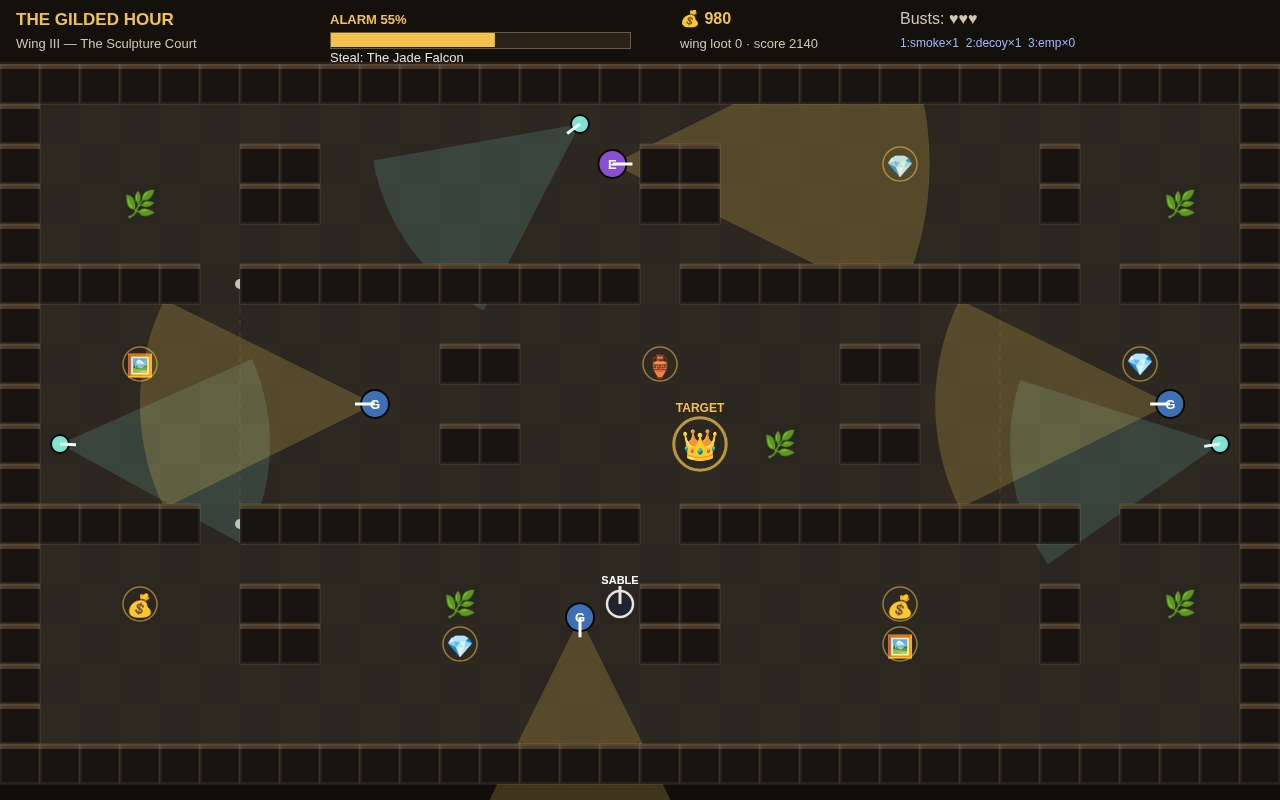 THE GILDED HOUR
Wing III — The Sculpture Court
ALARM 55%
Steal: The Jade Falcon
💰 980
wing loot 0 · score 2140
Busts: ♥♥♥
1:smoke×1 2:decoy×1 3:emp×0
E
G
G
TARGET
SABLE
G